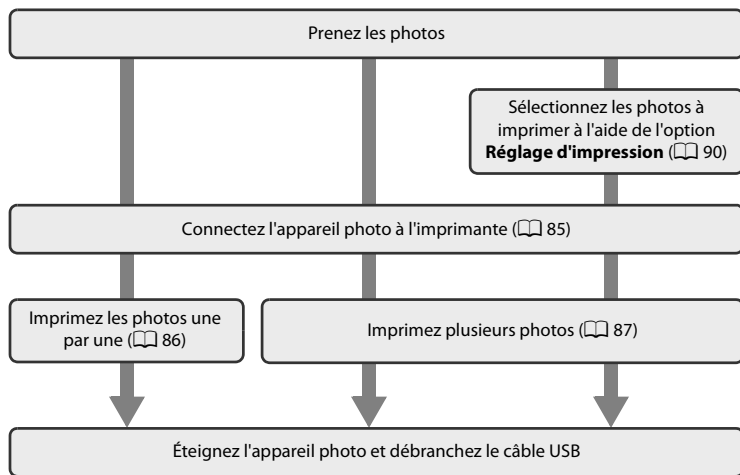 Prenez les photos
Sélectionnez les photos à
imprimer à l'aide de l'option
Réglage d'impression (📖 90)
Connectez l'appareil photo à l'imprimante (📖 85)
Imprimez les photos une
par une (📖 86)
Imprimez plusieurs photos (📖 87)
Éteignez l'appareil photo et débranchez le câble USB